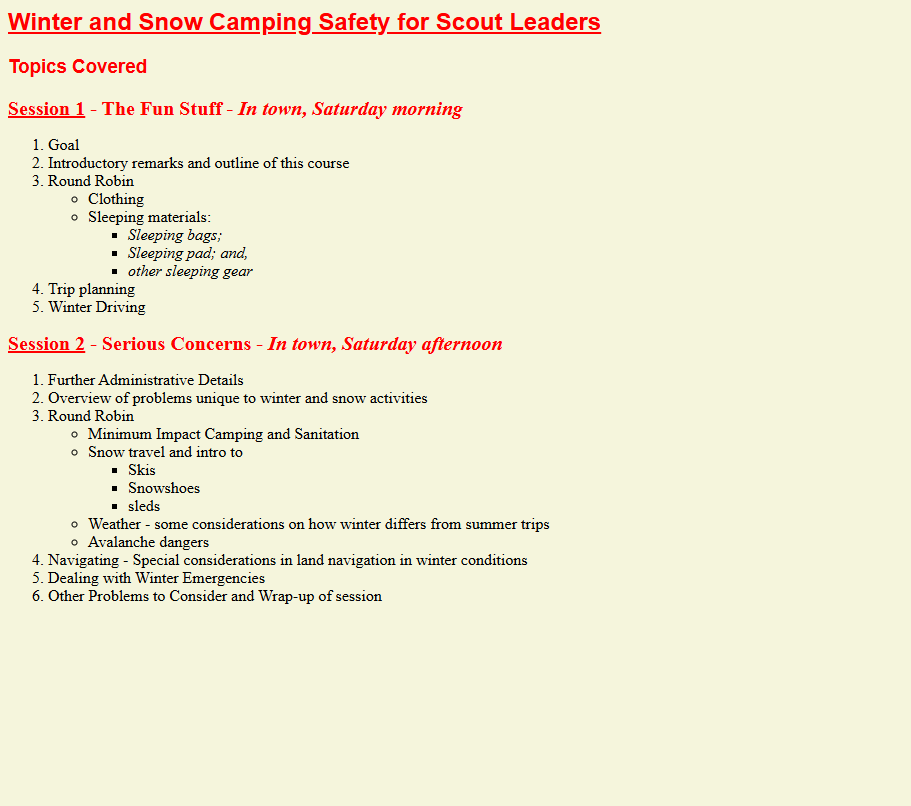 Winter and Snow Camping Safety for Scout Leaders
Topics Covered
Session 1 - The Fun Stuff - In town, Saturday morning
1. Goal
2. Introductory remarks and outline of this course
3. Round Robin
Clothing
Sleeping materials:
Sleeping bags;
Sleeping pad; and,
other sleeping gear
4. Trip planning
5. Winter Driving
Session 2 - Serious Concerns - In town, Saturday afternoon
1. Further Administrative Details
2. Overview of problems unique to winter and snow activities
3. Round Robin
Minimum Impact Camping and Sanitation
Snow travel and intro to
Skis
Snowshoes
sleds
Weather - some considerations on how winter differs from summer trips
Avalanche dangers
4. Navigating - Special considerations in land navigation in winter conditions
5. Dealing with Winter Emergencies
6. Other Problems to Consider and Wrap-up of session